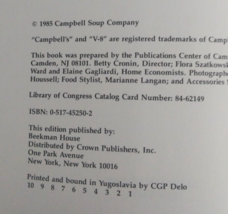 © 1985 Campbell Soup Company
"Campbell's" and "V-8" are registered trademarks of Camp
This book was prepared by the Publications Center of Cam
Camden, NJ 08101. Betty Cronin, Director; Flora Szatkows
Ward and Elaine Gagliardi, Home Economists. Photographe
Houssell; Food Stylist, Marianne Langan; and Accessories
Library of Congress Catalog Card Number: 84-62149
ISBN: 0-517-45250-2
This edition published by:
Beekman House
Distributed by Crown Publishers, Inc.
One Park Avenue
New York, New York 10016
Printed and bound in Yugoslavia by CGP Delo
10 9 8 7 6 5 4 3 2 1